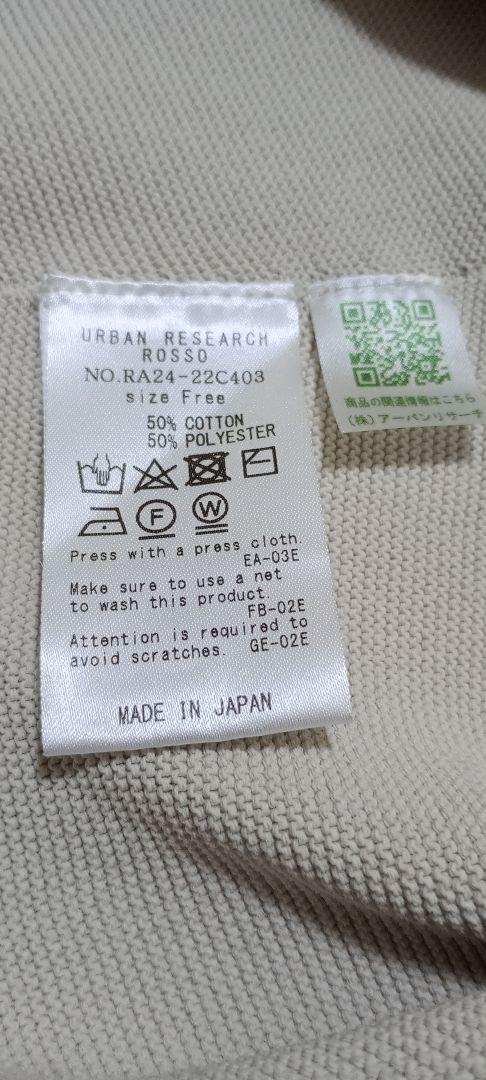 URBAN RESEARCH
ROSSO
NO.RA24-22C403
size Free
50% COTTON
50% POLYESTER
F
W
Press with a press cloth.
EA-03E
Make sure to use a net
to wash this product.
FB-02E
Attention is required to
avoid scratches. GE-02E
MADE IN JAPAN
商品の関連情報はこちら
(株) アーバンリサーチ